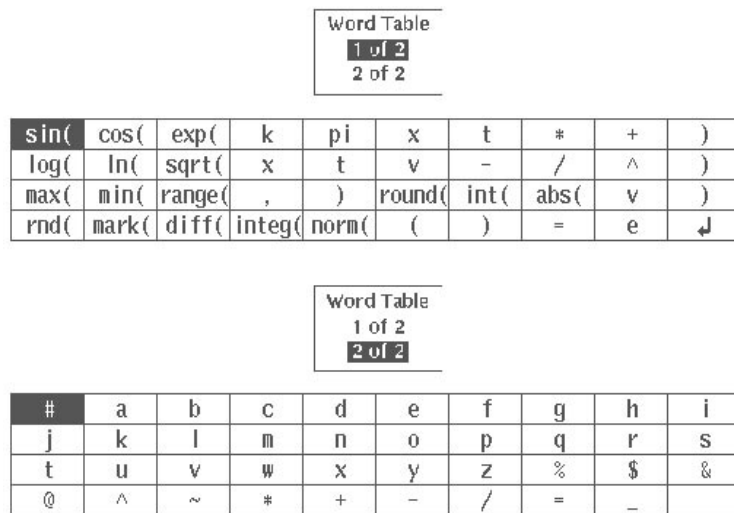 Word Table
1 of 2
2 of 2
sin( cos( exp( k pi x t * + )
log( ln( sqrt( x t v - / ^ )
max( min( range( , ) round( int( abs( v )
rnd( mark( diff( integ( norm( ( ) = e ↲
Word Table
1 of 2
2 of 2
# a b c d e f g h i
j k l m n o p q r s
t u v w x y z % $ &
@ ^ ~ * + - / = _